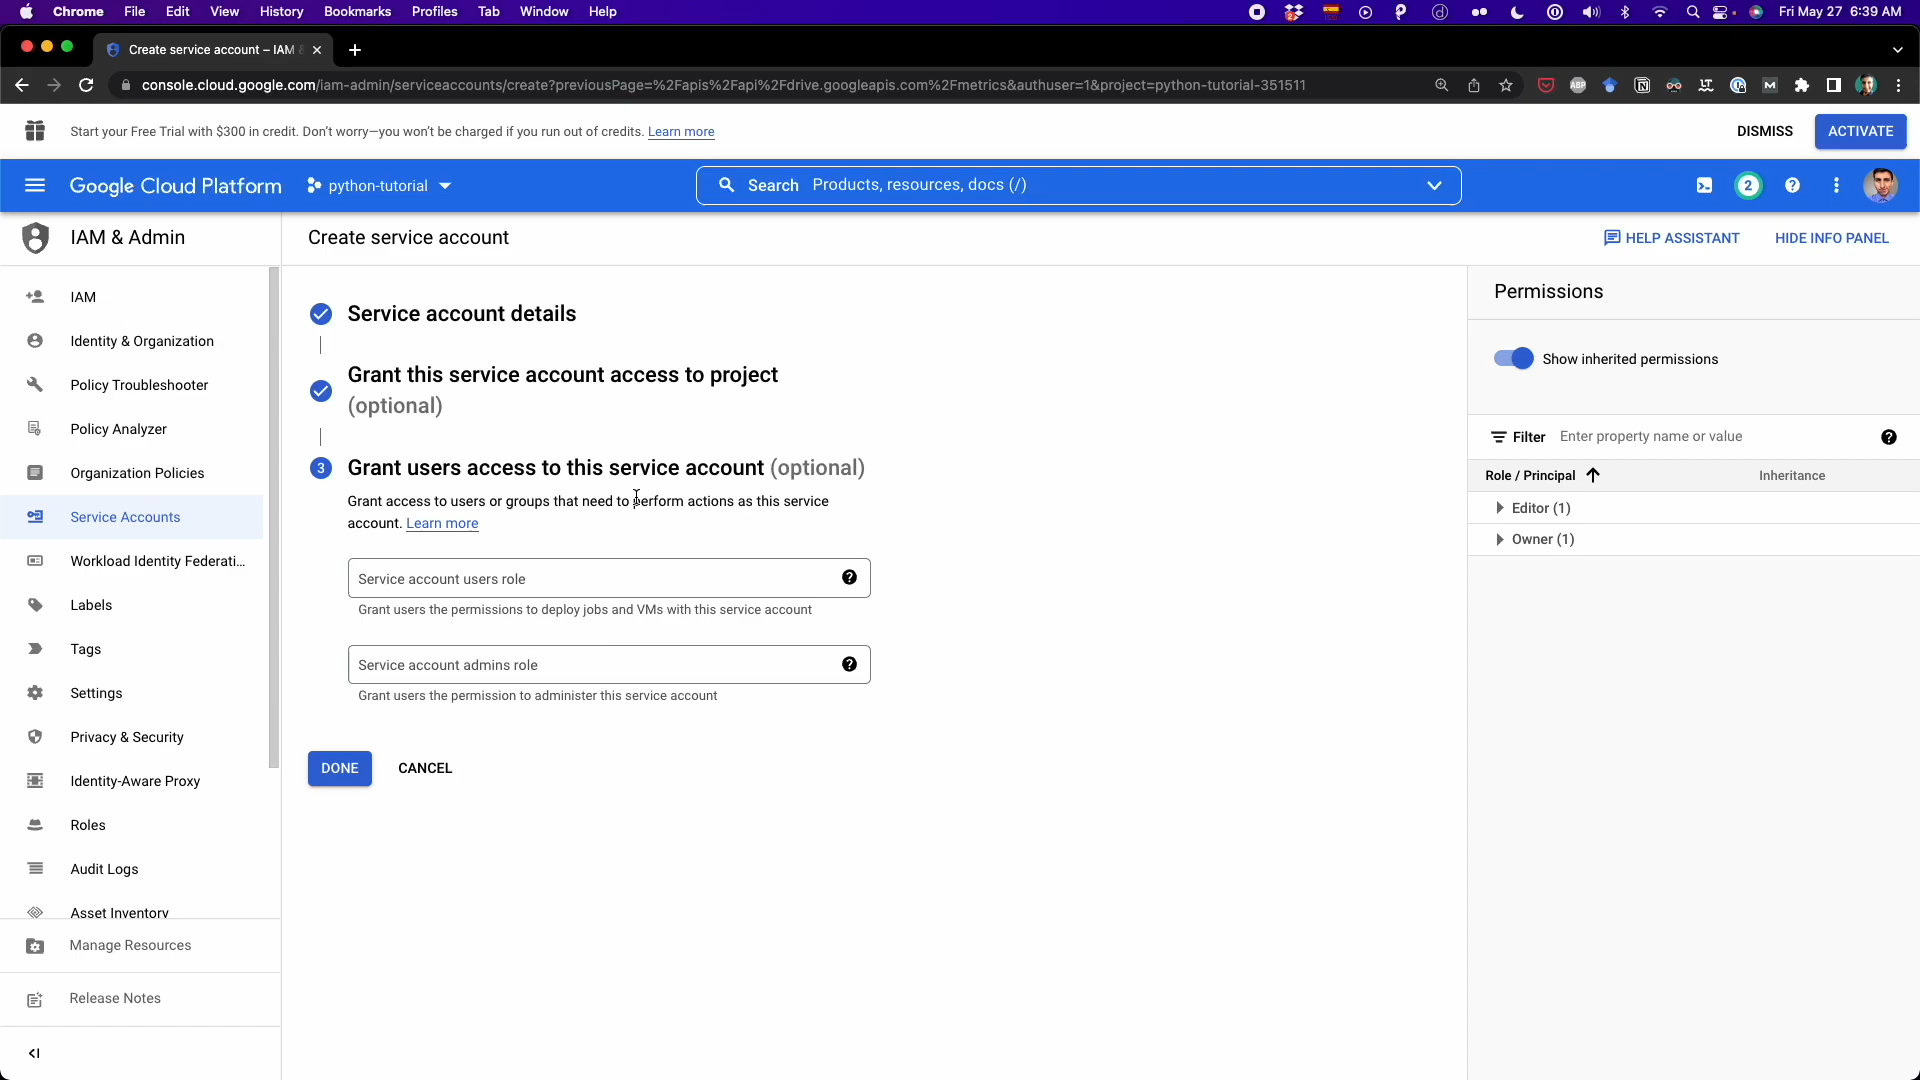 Chrome File Edit View History Bookmarks Profiles Tab Window Help Fri May 27 6:39 AM
Create service account – IAM &
console.cloud.google.com/iam-admin/serviceaccounts/create?previousPage=%2Fapis%2Fapi%2Fdrive.googleapis.com%2Fmetrics&authuser=1&project=python-tutorial-351511
Start your Free Trial with $300 in credit. Don't worry—you won't be charged if you run out of credits. Learn more
DISMISS ACTIVATE
Google Cloud Platform python-tutorial Search Products, resources, docs (/) 2
IAM & Admin
Create service account
HELP ASSISTANT HIDE INFO PANEL
IAM
Identity & Organization
Policy Troubleshooter
Policy Analyzer
Organization Policies
Service Accounts
Workload Identity Federati...
Labels
Tags
Settings
Privacy & Security
Identity-Aware Proxy
Roles
Audit Logs
Asset Inventory
Manage Resources
Release Notes
Service account details
Grant this service account access to project
(optional)
3 Grant users access to this service account (optional)
Grant access to users or groups that need to perform actions as this service
account. Learn more
Service account users role
Grant users the permissions to deploy jobs and VMs with this service account
Service account admins role
Grant users the permission to administer this service account
DONE CANCEL
Permissions
Show inherited permissions
Filter Enter property name or value
Role / Principal Inheritance
Editor (1)
Owner (1)